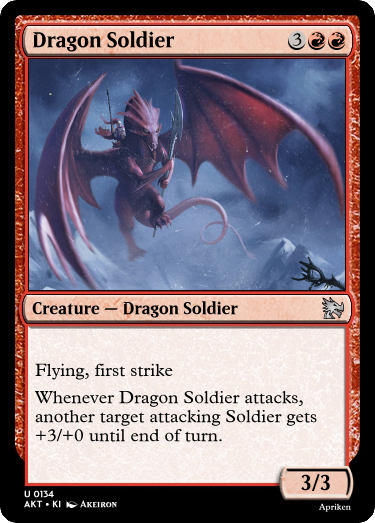 Dragon Soldier 3
Creature — Dragon Soldier
Flying, first strike
Whenever Dragon Soldier attacks,
another target attacking Soldier gets
+3/+0 until end of turn.
3/3
U 0134
AKT • KI Akeiron
Apriken